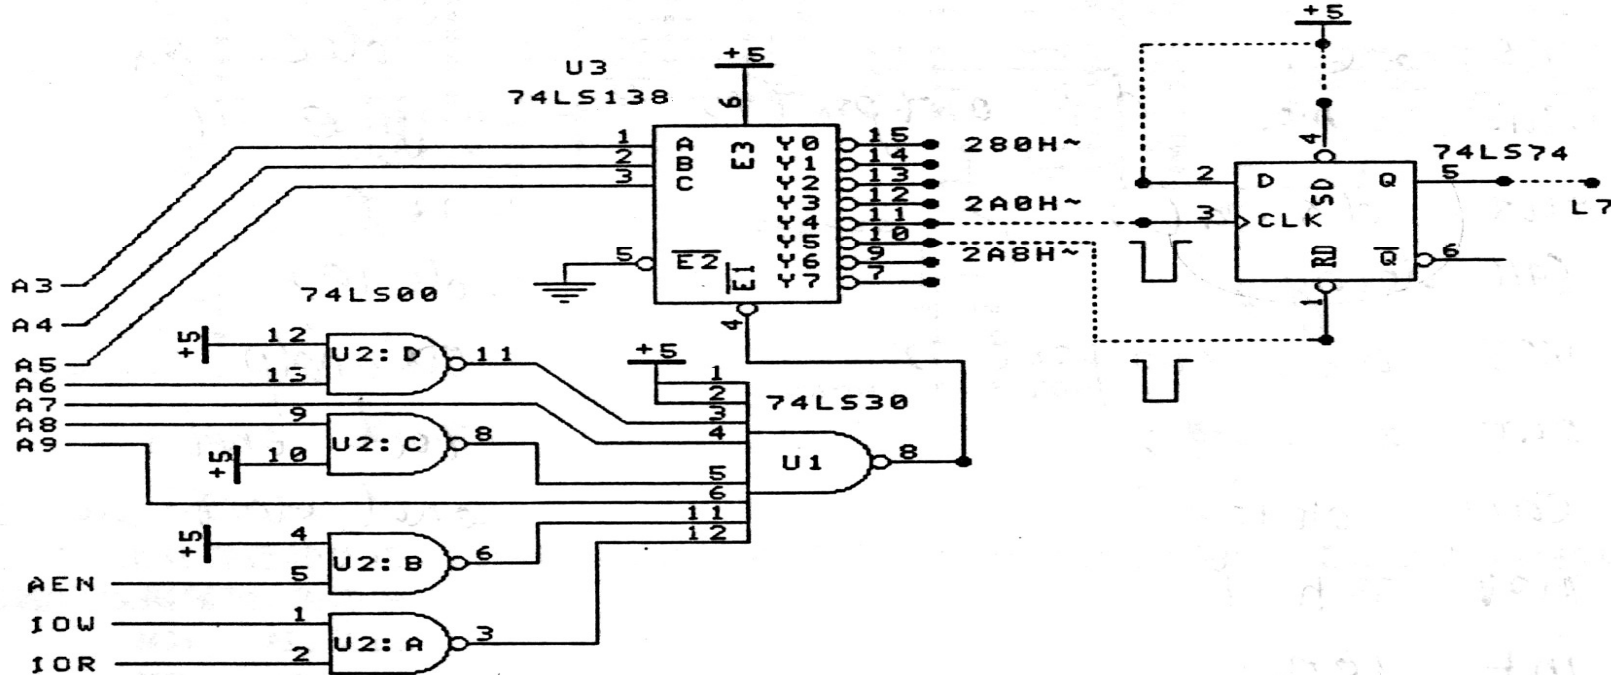 +5
U3
74LS138
+5
6
1 A
2 B
3 C
E3
Y0 15 280H~
Y1 14
Y2 13
Y3 12
Y4 11 2A0H~
Y5 10
Y6 9 2A8H~
Y7 7
5 E2
E1
4
4
74LS74
2 D
SD
Q 5
L7
3 CLK
RD
Q 6
1
A3
A4
A5
A6
A7
A8
A9
74LS00
+5 12
U2:D 11
13
9
U2:C 8
+5 10
+5 4
U2:B 6
AEN 5
IOW 1
U2:A 3
IOR 2
+5
1
2
3
4
5
6
11
12
74LS30
U1 8